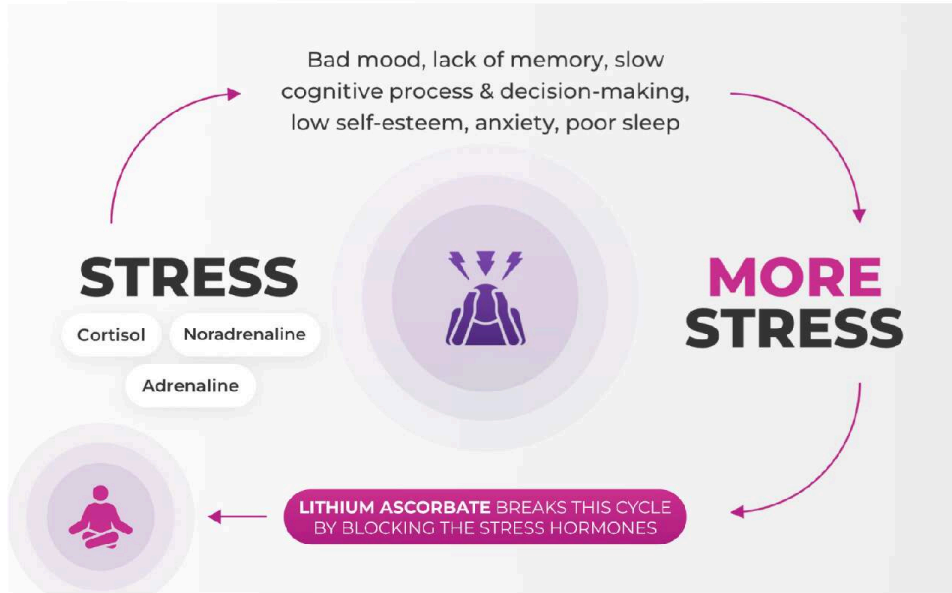 Bad mood, lack of memory, slow
cognitive process & decision-making,
low self-esteem, anxiety, poor sleep
STRESS
Cortisol
Noradrenaline
Adrenaline
MORE
STRESS
LITHIUM ASCORBATE BREAKS THIS CYCLE
BY BLOCKING THE STRESS HORMONES